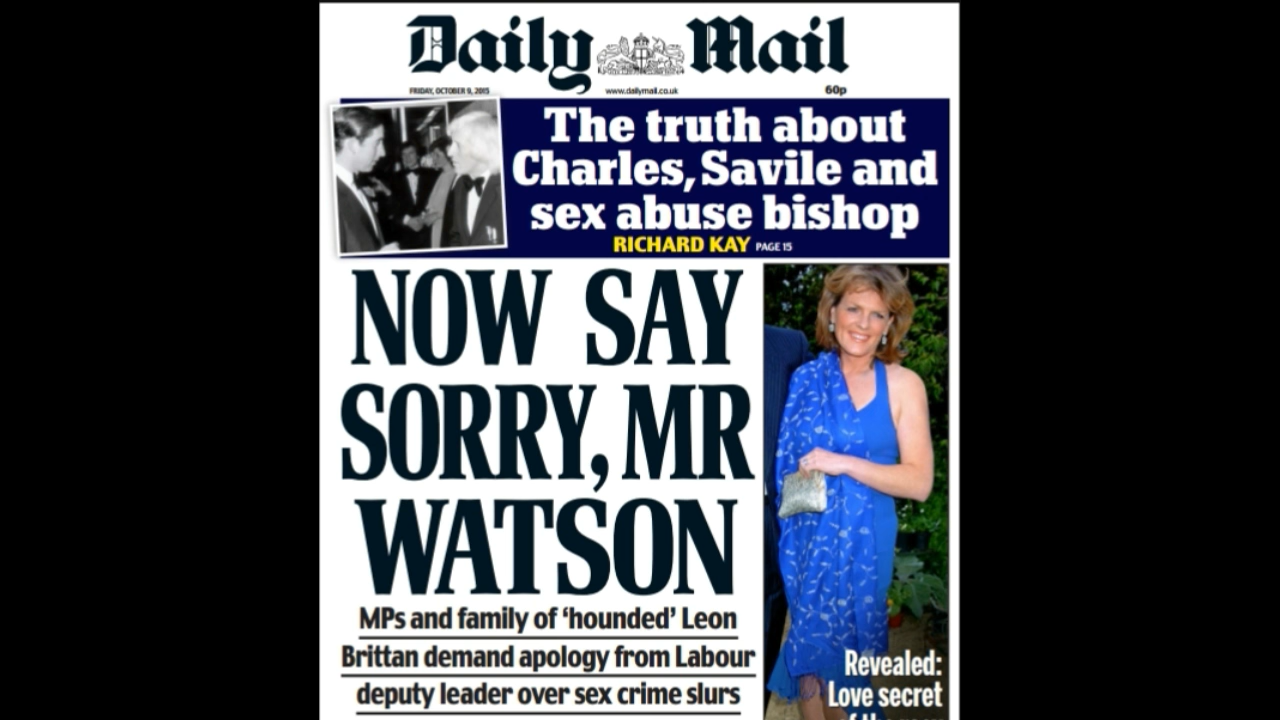 Daily Mail
FRIDAY, OCTOBER 9, 2015
www.dailymail.co.uk
60p
The truth about
Charles, Savile and
sex abuse bishop
RICHARD KAY PAGE 15
NOW SAY
SORRY, MR
WATSON
MPs and family of ‘hounded’ Leon
Brittan demand apology from Labour
deputy leader over sex crime slurs
Revealed:
Love secret